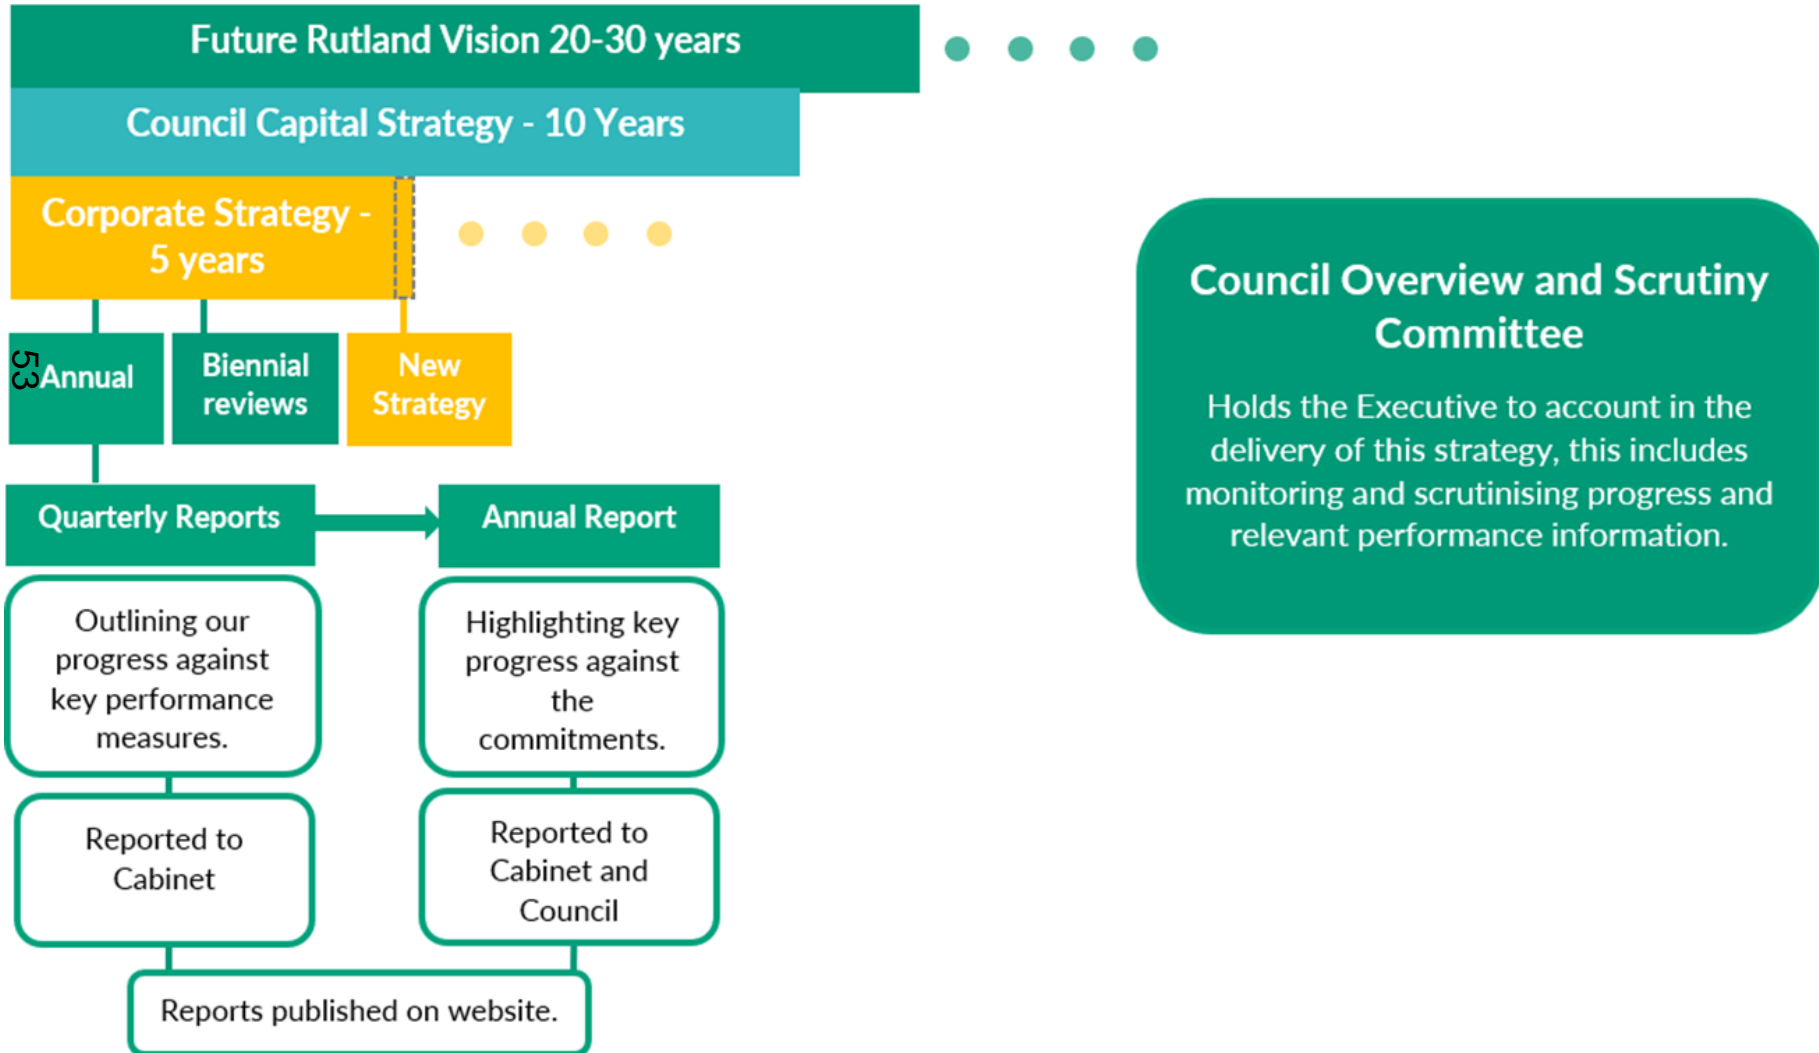 Future Rutland Vision 20-30 years
Council Capital Strategy - 10 Years
Corporate Strategy -
5 years
53
Annual
Biennial
reviews
New
Strategy
Quarterly Reports
Annual Report
Outlining our
progress against
key performance
measures.
Highlighting key
progress against
the
commitments.
Reported to
Cabinet
Reported to
Cabinet and
Council
Reports published on website.
Council Overview and Scrutiny
Committee
Holds the Executive to account in the
delivery of this strategy, this includes
monitoring and scrutinising progress and
relevant performance information.